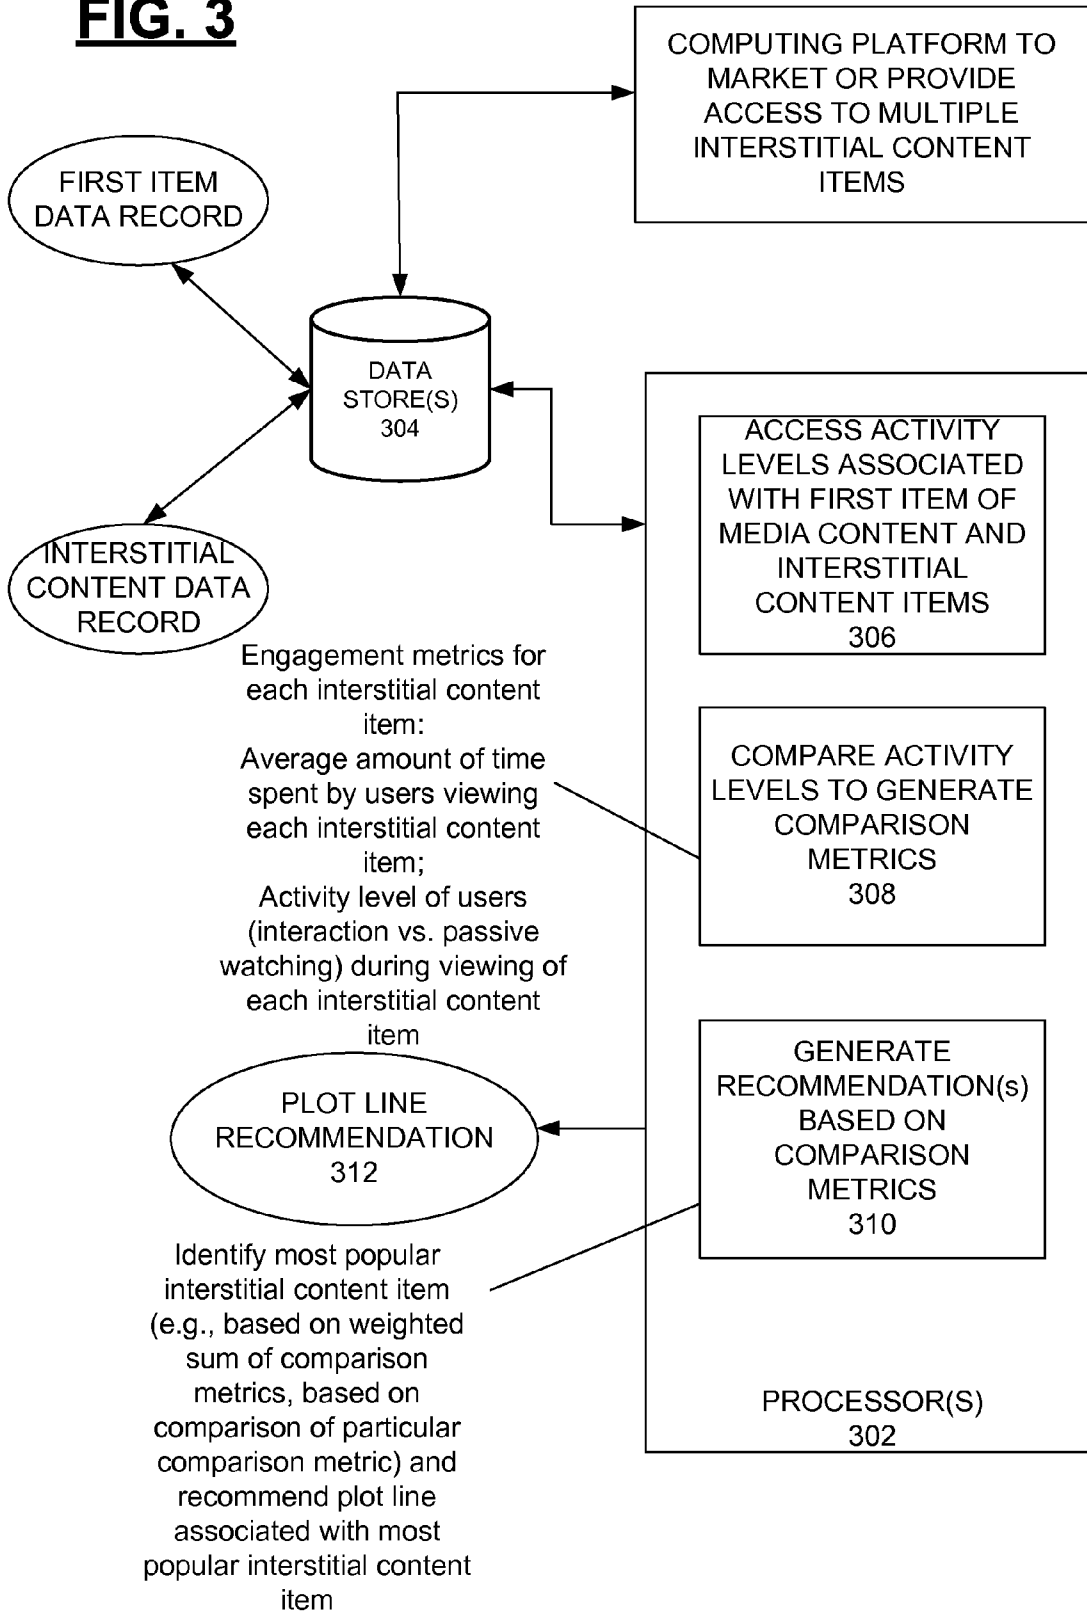 FIG. 3
COMPUTING PLATFORM TO
MARKET OR PROVIDE
ACCESS TO MULTIPLE
INTERSTITIAL CONTENT
ITEMS
FIRST ITEM
DATA RECORD
DATA
STORE(S)
304
INTERSTITIAL
CONTENT DATA
RECORD
ACCESS ACTIVITY
LEVELS ASSOCIATED
WITH FIRST ITEM OF
MEDIA CONTENT AND
INTERSTITIAL
CONTENT ITEMS
306
Engagement metrics for
each interstitial content
item:
Average amount of time
spent by users viewing
each interstitial content
item;
Activity level of users
(interaction vs. passive
watching) during viewing of
each interstitial content
item
COMPARE ACTIVITY
LEVELS TO GENERATE
COMPARISON
METRICS
308
GENERATE
RECOMMENDATION(s)
BASED ON
COMPARISON
METRICS
310
PLOT LINE
RECOMMENDATION
312
Identify most popular
interstitial content item
(e.g., based on weighted
sum of comparison
metrics, based on
comparison of particular
comparison metric) and
recommend plot line
associated with most
popular interstitial content
item
PROCESSOR(S)
302